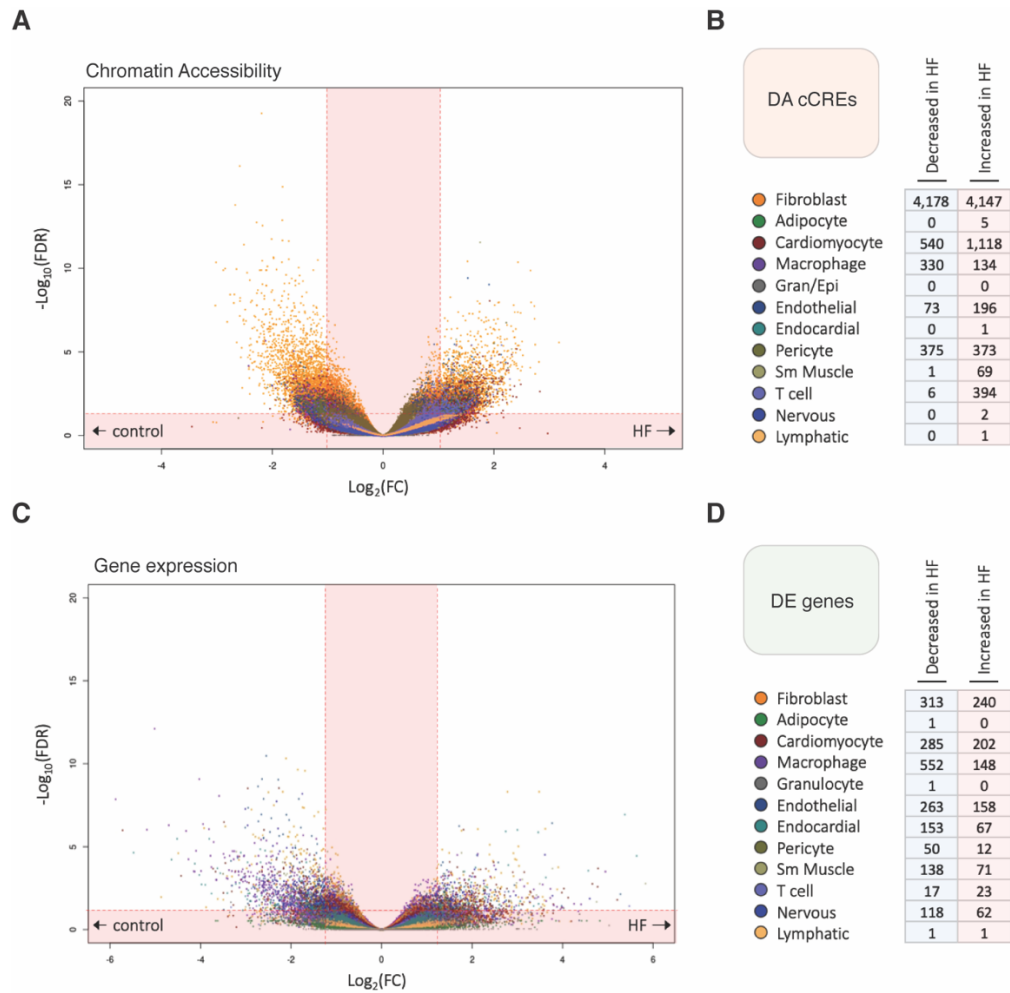 A
Chromatin Accessibility
20
15
10
5
0
-Log10(FDR)
← control
HF →
-4 -2 0 2 4
Log2(FC)
B
DA cCREs
Decreased in HF
Increased in HF
Fibroblast 4,178 4,147
Adipocyte 0 5
Cardiomyocyte 540 1,118
Macrophage 330 134
Gran/Epi 0 0
Endothelial 73 196
Endocardial 0 1
Pericyte 375 373
Sm Muscle 1 69
T cell 6 394
Nervous 0 2
Lymphatic 0 1
C
Gene expression
20
15
10
5
0
-Log10(FDR)
← control
HF →
-6 -4 -2 0 2 4 6
Log2(FC)
D
DE genes
Decreased in HF
Increased in HF
Fibroblast 313 240
Adipocyte 1 0
Cardiomyocyte 285 202
Macrophage 552 148
Granulocyte 1 0
Endothelial 263 158
Endocardial 153 67
Pericyte 50 12
Sm Muscle 138 71
T cell 17 23
Nervous 118 62
Lymphatic 1 1